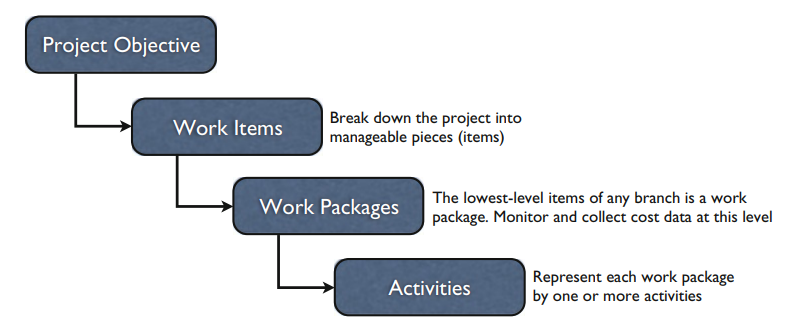 Project Objective
Work Items
Break down the project into
manageable pieces (items)
Work Packages
The lowest-level items of any branch is a work
package. Monitor and collect cost data at this level
Activities
Represent each work package
by one or more activities